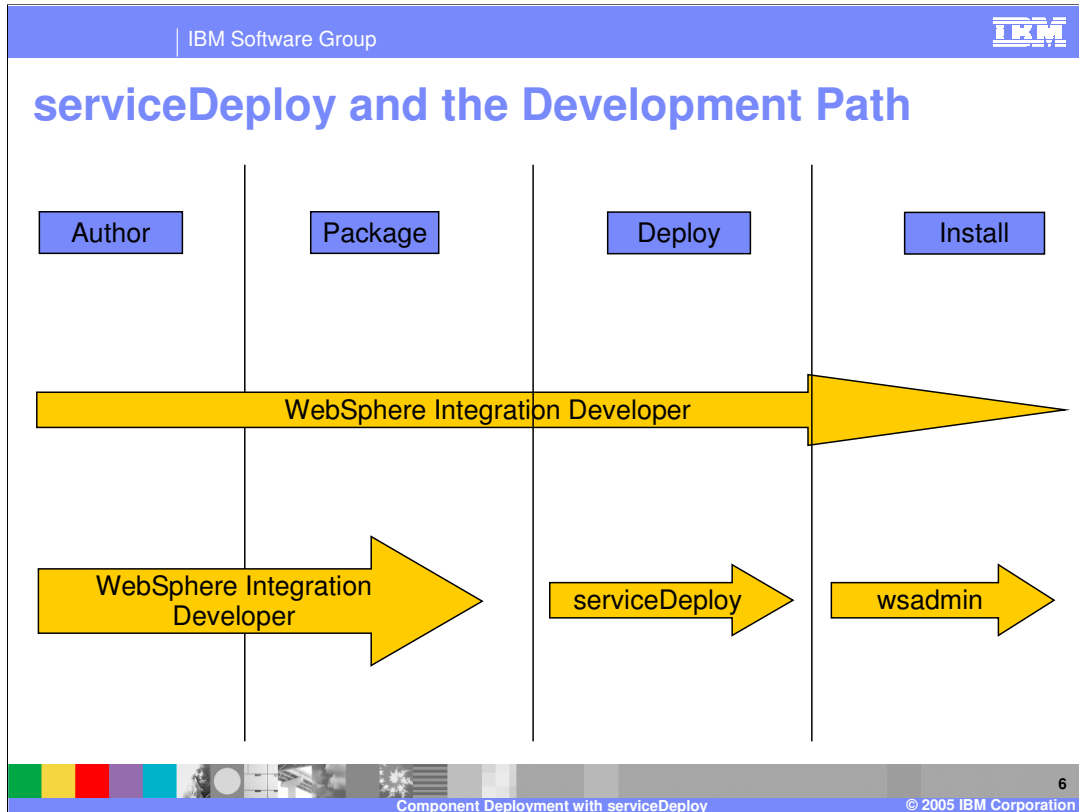 IBM Software Group
IBM
serviceDeploy and the Development Path
Author
Package
Deploy
Install
WebSphere Integration Developer
WebSphere Integration
Developer
serviceDeploy
wsadmin
6
Component Deployment with serviceDeploy
© 2005 IBM Corporation